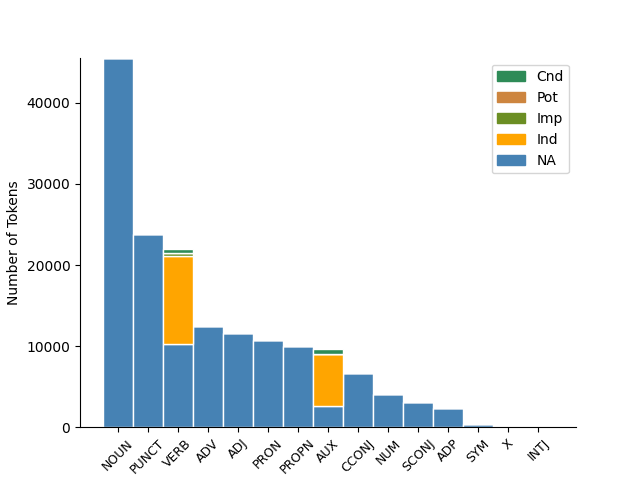 Cnd
Pot
Imp
Ind
NA
40000
30000
20000
10000
0
Number of Tokens
NOUN PUNCT VERB ADV ADJ PRON PROPN AUX CCONJ NUM SCONJ ADP SYM X INTJ